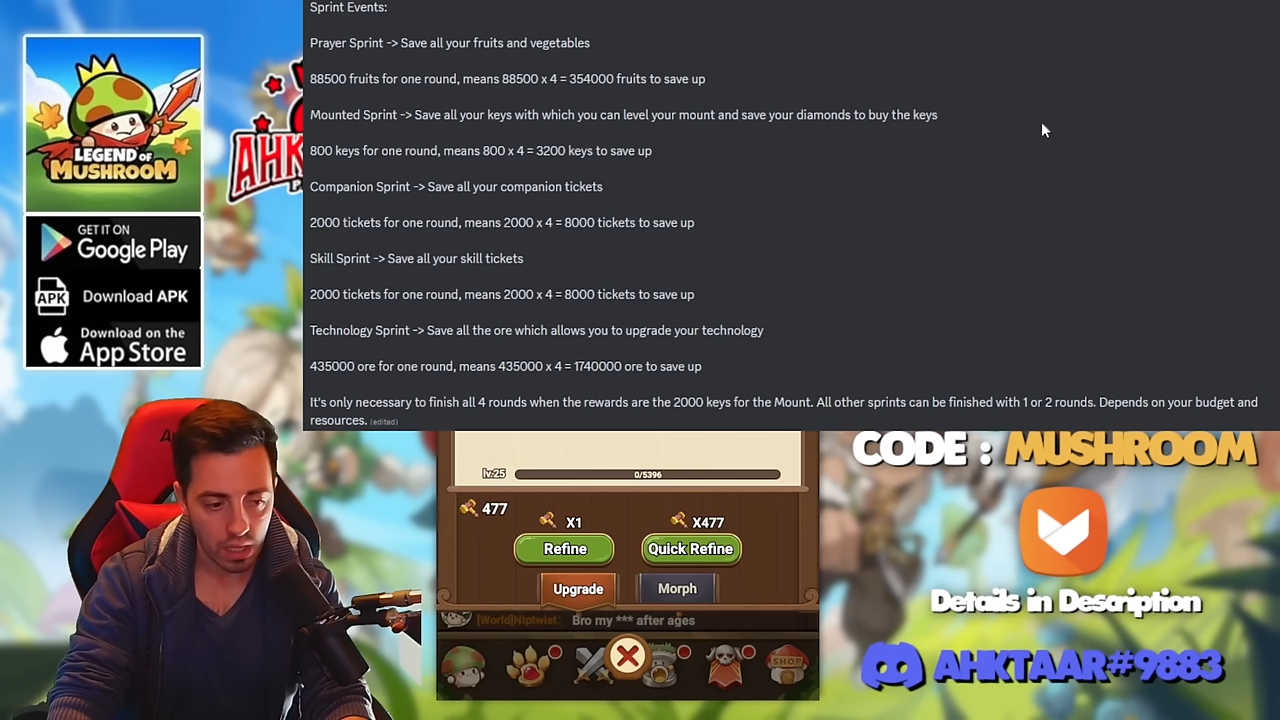 Sprint Events:
Prayer Sprint -> Save all your fruits and vegetables
88500 fruits for one round, means 88500 x 4 = 354000 fruits to save up
Mounted Sprint -> Save all your keys with which you can level your mount and save your diamonds to buy the keys
800 keys for one round, means 800 x 4 = 3200 keys to save up
Companion Sprint -> Save all your companion tickets
2000 tickets for one round, means 2000 x 4 = 8000 tickets to save up
Skill Sprint -> Save all your skill tickets
2000 tickets for one round, means 2000 x 4 = 8000 tickets to save up
Technology Sprint -> Save all the ore which allows you to upgrade your technology
435000 ore for one round, means 435000 x 4 = 1740000 ore to save up
It's only necessary to finish all 4 rounds when the rewards are the 2000 keys for the Mount. All other sprints can be finished with 1 or 2 rounds. Depends on your budget and
resources. (edited)
LEGEND OF
MUSHROOM
GET IT ON
Google Play
APK
Download APK
Download on the
App Store
lv.25
0/5396
477
X1
X477
Refine
Quick Refine
Upgrade
Morph
[World]Niptwist: Bro my *** after ages
SHOP
CODE : MUSHROOM
Details in Description
AHKTAAR#9883